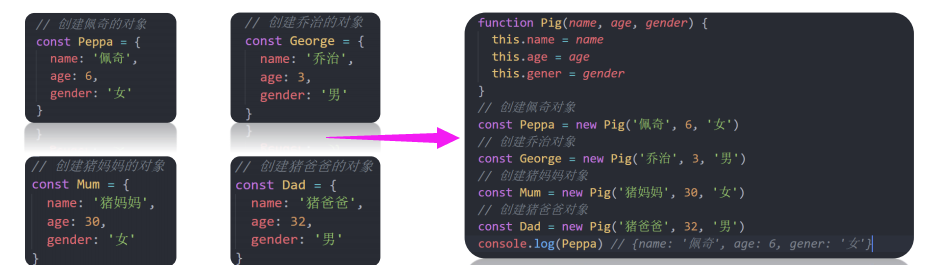 // 创建佩奇的对象
const Peppa = {
name: '佩奇',
age: 6,
gender: '女'
}
// 创建乔治的对象
const George = {
name: '乔治',
age: 3,
gender: '男'
}
// 创建猪妈妈的对象
const Mum = {
name: '猪妈妈',
age: 30,
gender: '女'
}
// 创建猪爸爸的对象
const Dad = {
name: '猪爸爸',
age: 32,
gender: '男'
}
function Pig(name, age, gender) {
this.name = name
this.age = age
this.gener = gender
}
// 创建佩奇对象
const Peppa = new Pig('佩奇', 6, '女')
// 创建乔治对象
const George = new Pig('乔治', 3, '男')
// 创建猪妈妈对象
const Mum = new Pig('猪妈妈', 30, '女')
// 创建猪爸爸对象
const Dad = new Pig('猪爸爸', 32, '男')
console.log(Peppa) // {name: '佩奇', age: 6, gener: '女'}